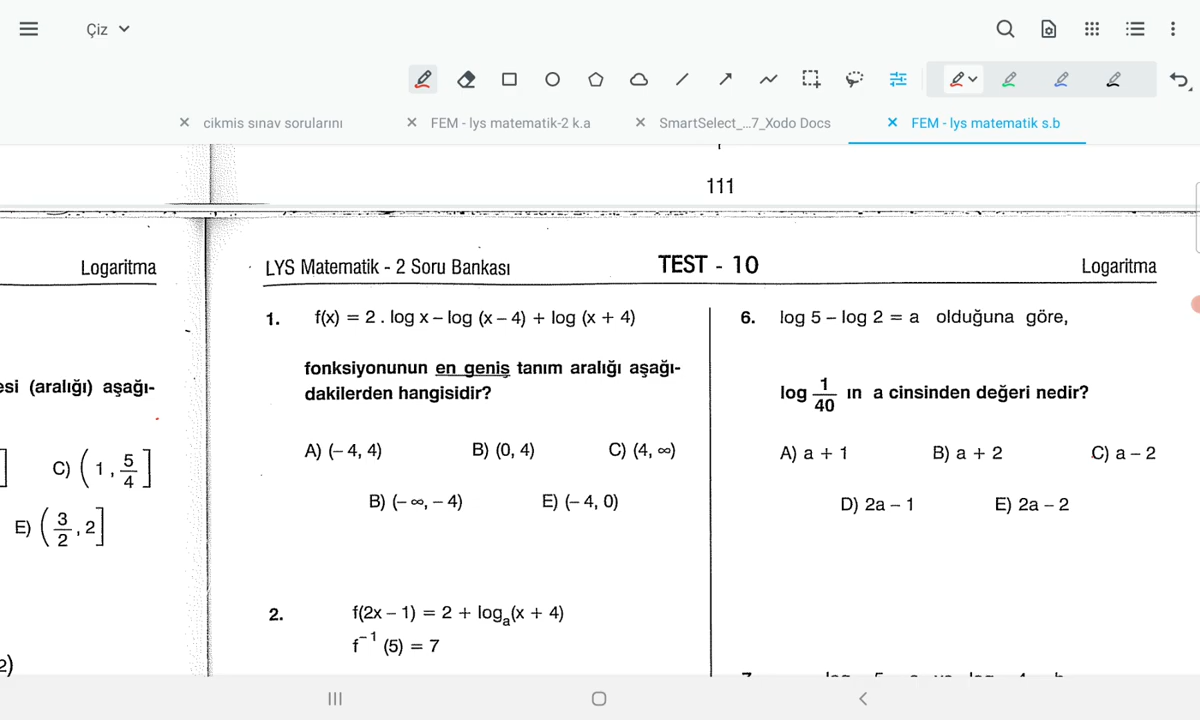 Çiz
cikmis sınav sorularını
FEM - lys matematik-2 k.a
SmartSelect_...7_Xodo Docs
FEM - lys matematik s.b
111
Logaritma
esi (aralığı) aşağı-
C) (1, 5/4]
E) (3/2, 2]
2)
LYS Matematik - 2 Soru Bankası
TEST - 10
Logaritma
1. f(x) = 2 . log x – log (x – 4) + log (x + 4)
fonksiyonunun en geniş tanım aralığı aşağı-
dakilerden hangisidir?
A) (– 4, 4) B) (0, 4) C) (4, ∞)
B) (– ∞, – 4) E) (– 4, 0)
2. f(2x – 1) = 2 + logₐ(x + 4)
f⁻¹ (5) = 7
6. log 5 – log 2 = a olduğuna göre,
log 1/40 ın a cinsinden değeri nedir?
A) a + 1 B) a + 2 C) a – 2
D) 2a – 1 E) 2a – 2